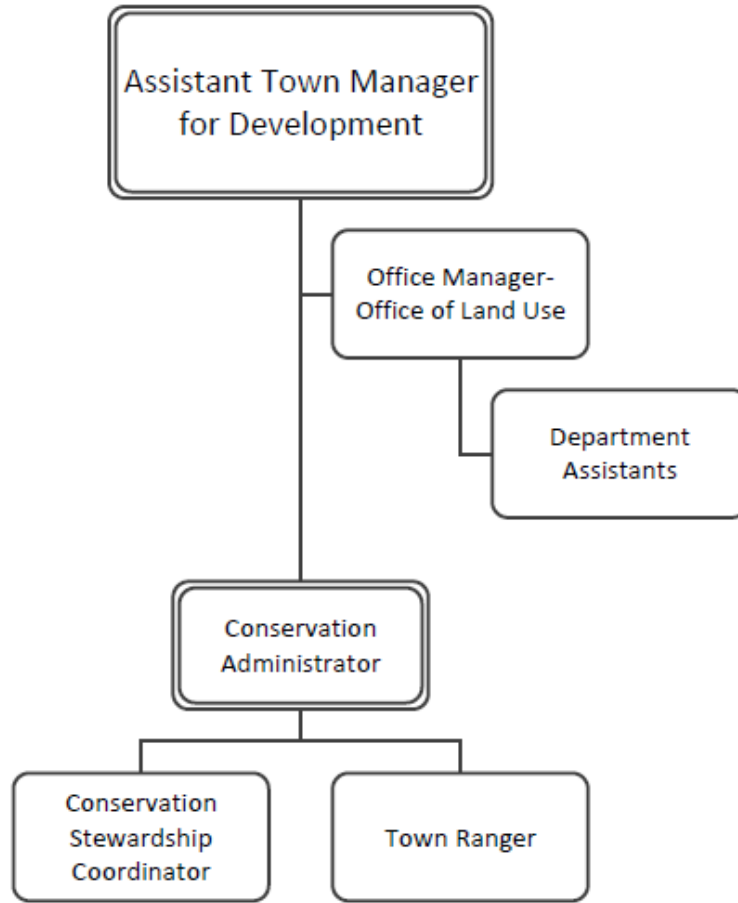 Assistant Town Manager
for Development
Office Manager-
Office of Land Use
Department
Assistants
Conservation
Administrator
Conservation
Stewardship
Coordinator
Town Ranger